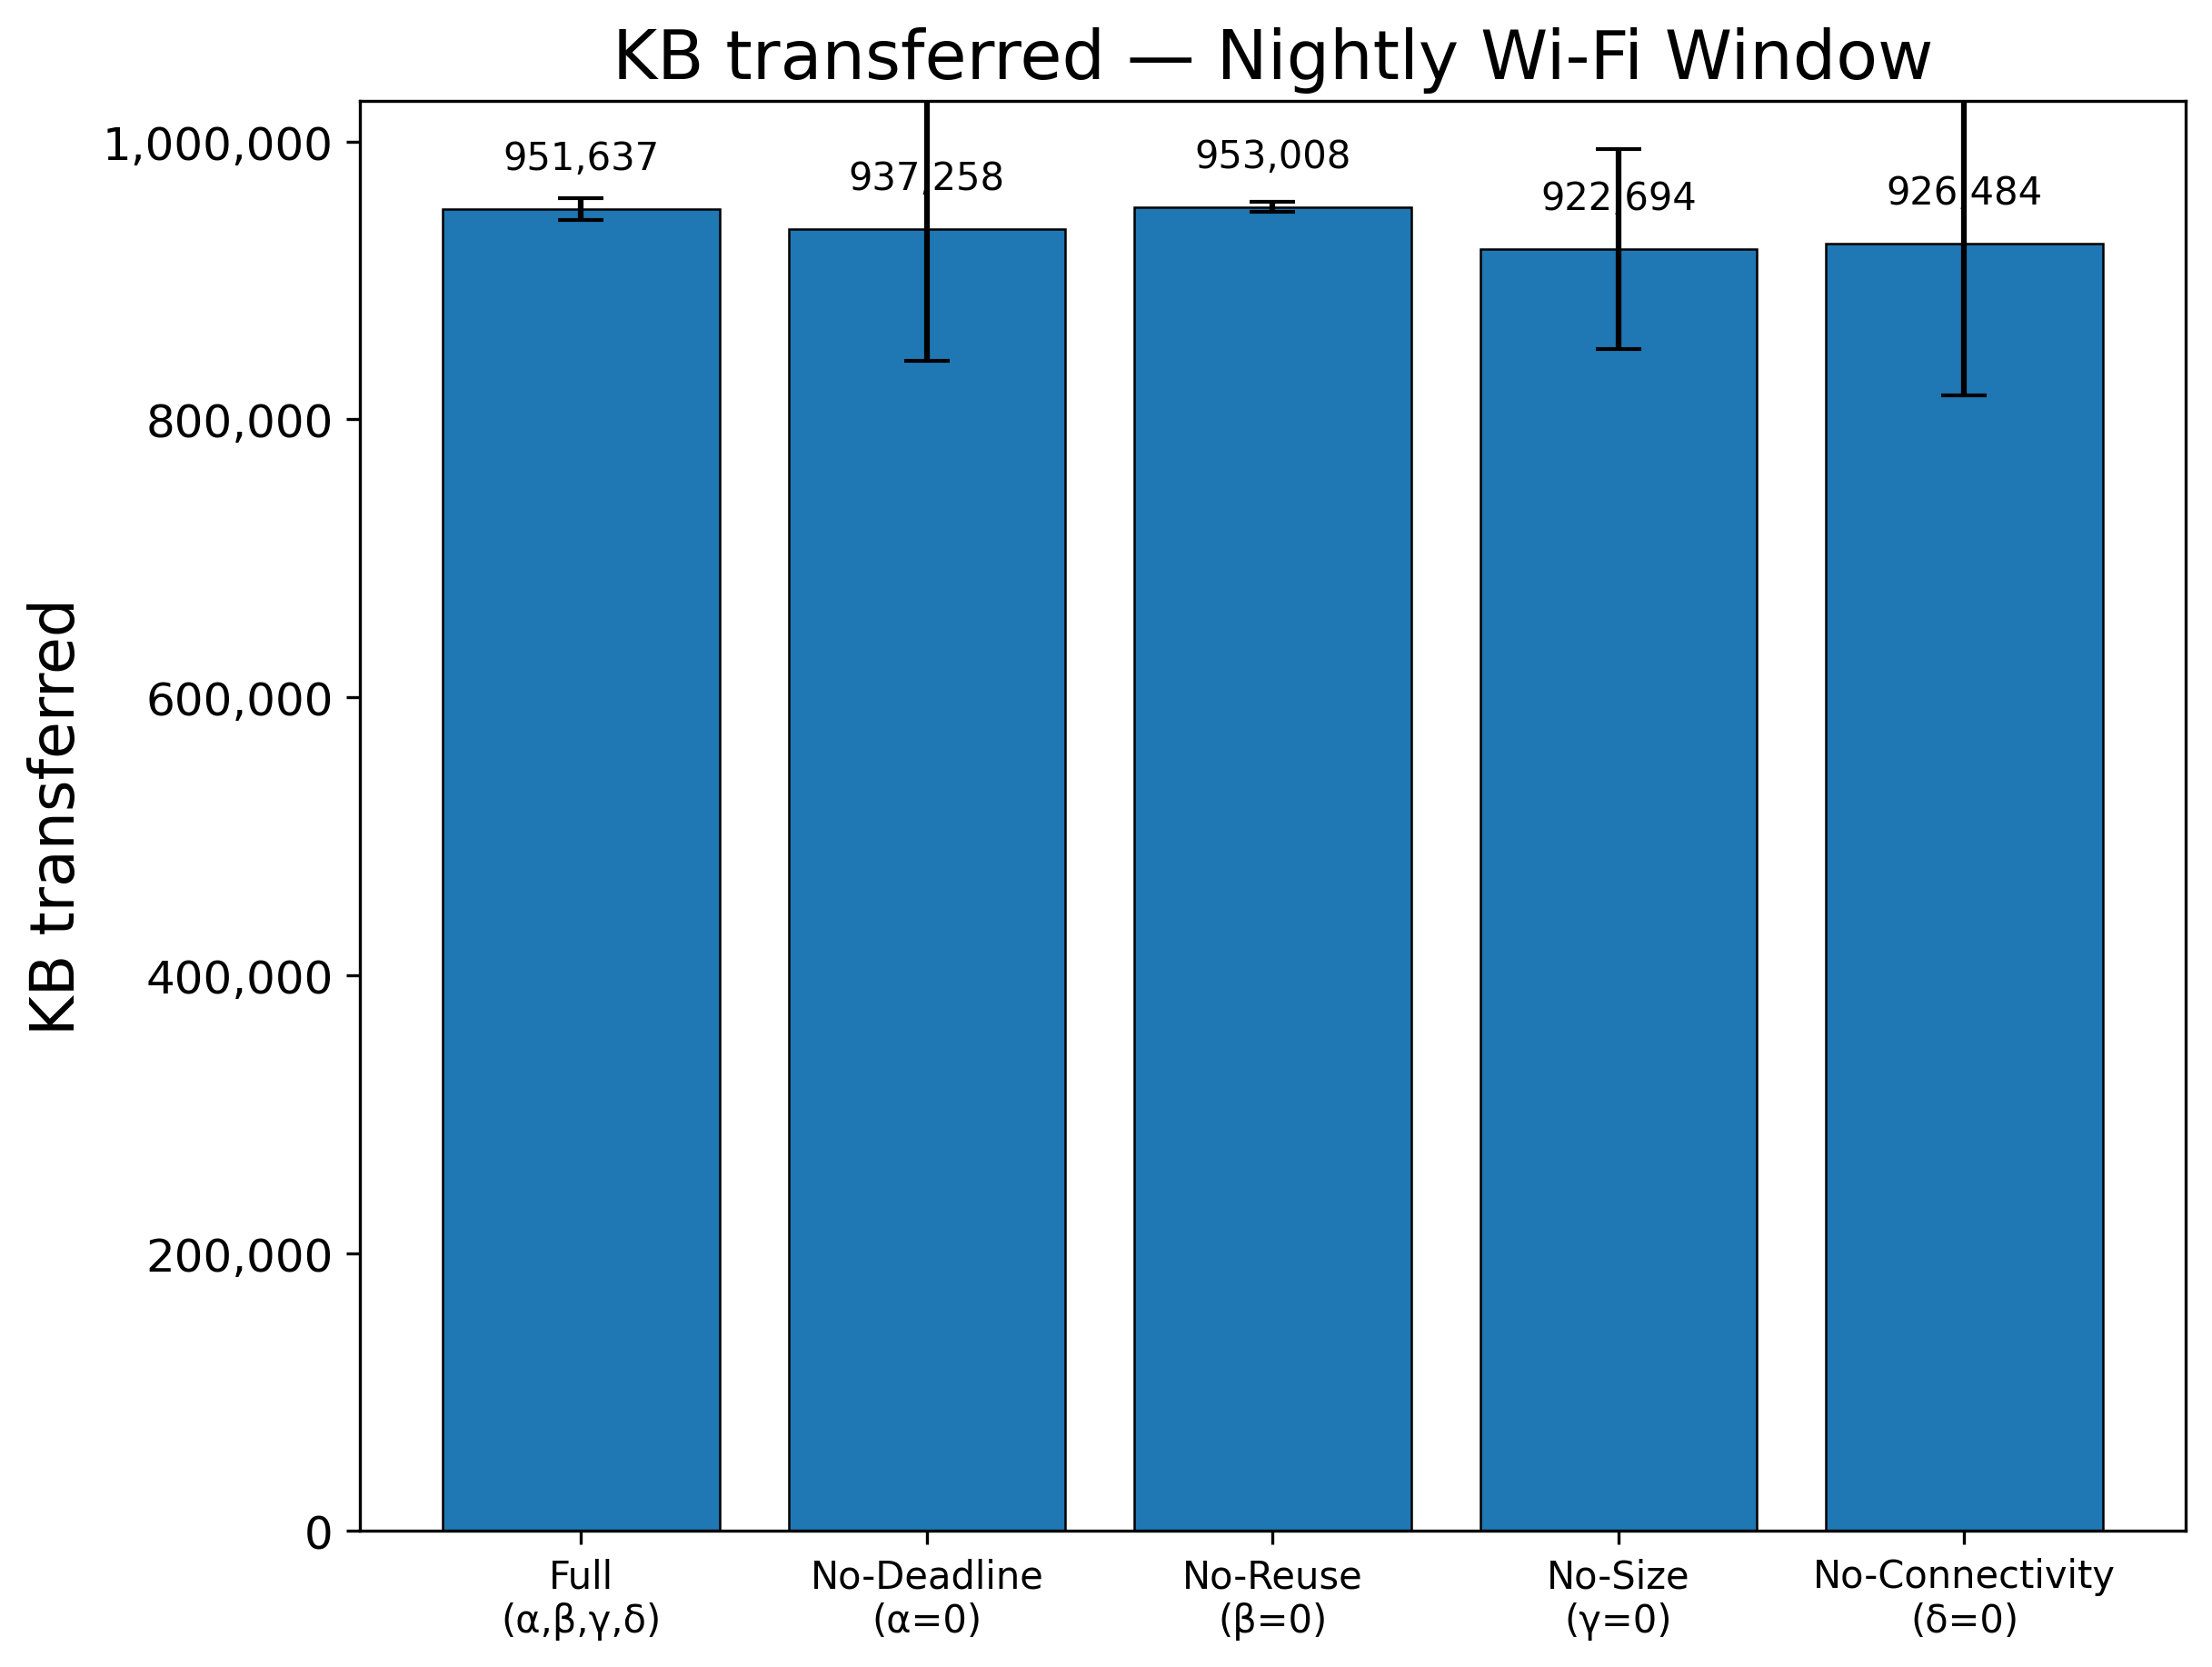 KB transferred — Nightly Wi-Fi Window
KB transferred
1,000,000
800,000
600,000
400,000
200,000
0
951,637
937,258
953,008
922,694
926,484
Full
(α,β,γ,δ)
No-Deadline
(α=0)
No-Reuse
(β=0)
No-Size
(γ=0)
No-Connectivity
(δ=0)